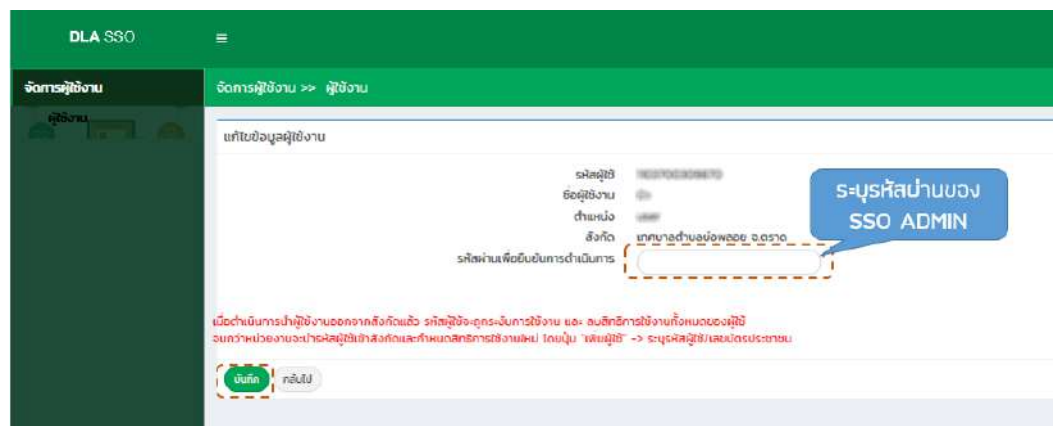 DLA SSO
จัดการผู้ใช้งาน
จัดการผู้ใช้งาน >> ผู้ใช้งาน
ผู้ใช้งาน
แก้ไขข้อมูลผู้ใช้งาน
รหัสผู้ใช้
ชื่อผู้ใช้งาน
ตำแหน่ง
สังกัด เทศบาลตำบลบ่อพลอย จ.ตราด
รหัสผ่านเพื่อยืนยันการดำเนินการ
ระบุรหัสผ่านของ
SSO ADMIN
เมื่อดำเนินการนำผู้ใช้งานออกจากสังกัดแล้ว รหัสผู้ใช้จะถูกระงับการใช้งาน และ ลบสิทธิการใช้งานทั้งหมดของผู้ใช้
จนกว่าหน่วยงานจะนำรหัสผู้ใช้เข้าสังกัดและกำหนดสิทธิการใช้งานใหม่ โดยปุ่ม "เพิ่มผู้ใช้" -> ระบุรหัสผู้ใช้/เลขบัตรประชาชน
บันทึก กลับไป